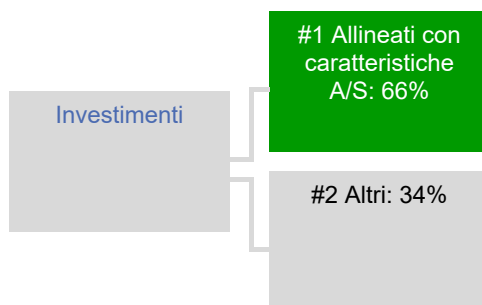 #1 Allineati con
caratteristiche
A/S: 66%
Investimenti
#2 Altri: 34%